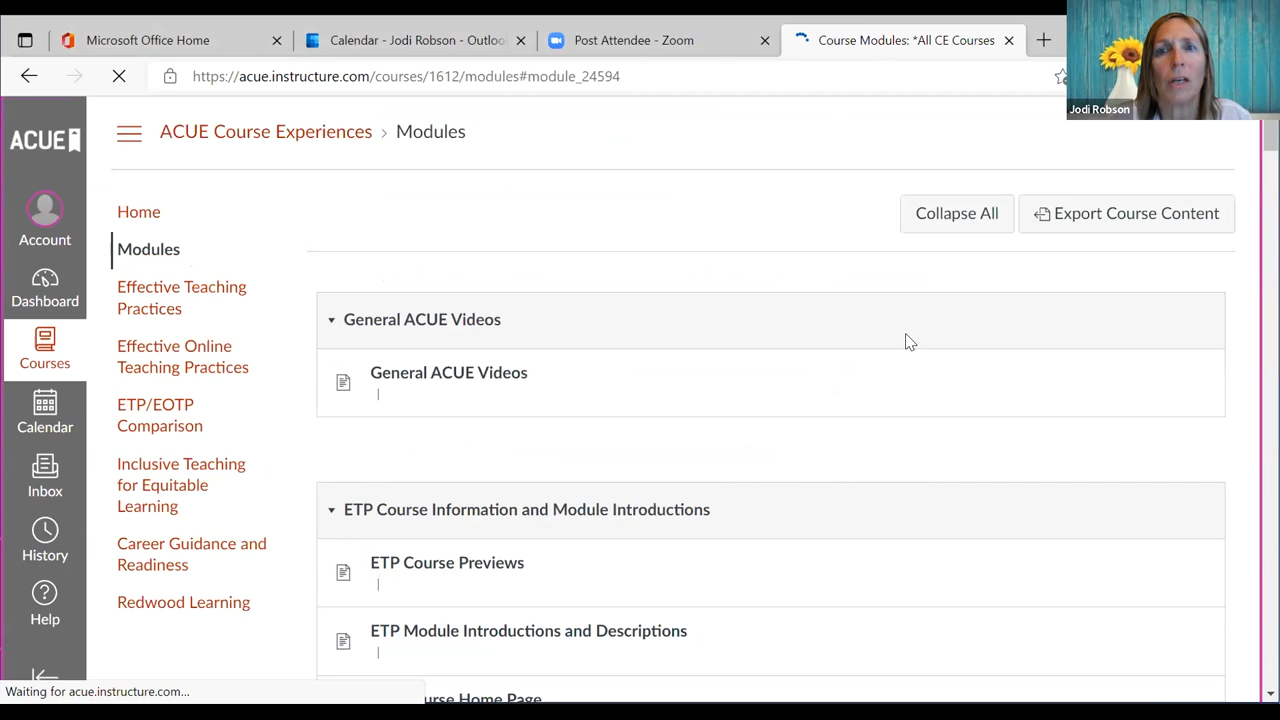 Microsoft Office Home
Calendar - Jodi Robson - Outloo
Post Attendee - Zoom
Course Modules: *All CE Courses
https://acue.instructure.com/courses/1612/modules#module_24594
Jodi Robson
ACUE
ACUE Course Experiences > Modules
Account
Dashboard
Courses
Calendar
Inbox
History
Help
Home
Modules
Effective Teaching
Practices
Effective Online
Teaching Practices
ETP/EOTP
Comparison
Inclusive Teaching
for Equitable
Learning
Career Guidance and
Readiness
Redwood Learning
Collapse All
Export Course Content
General ACUE Videos
General ACUE Videos
|
ETP Course Information and Module Introductions
ETP Course Previews
|
ETP Module Introductions and Descriptions
|
urse Home Page
Waiting for acue.instructure.com...